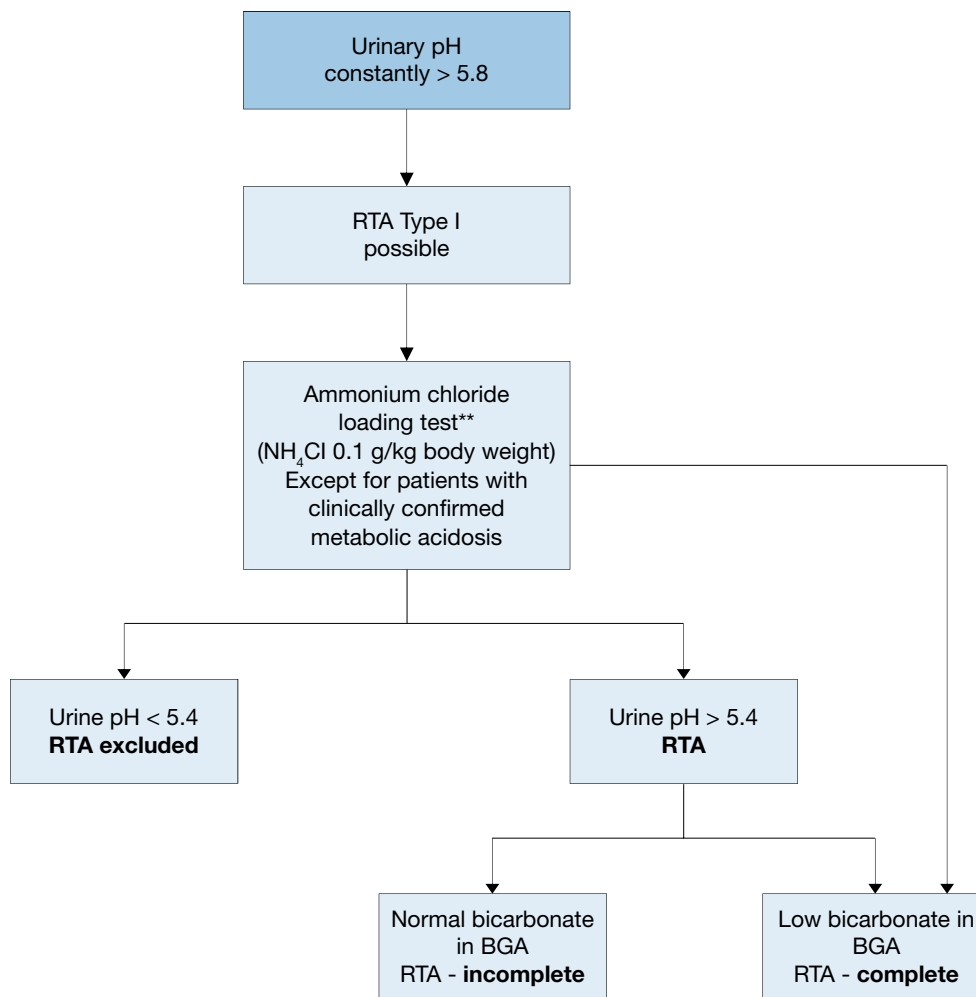 Urinary pH
constantly > 5.8
RTA Type I
possible
Ammonium chloride
loading test**
(NH₄Cl 0.1 g/kg body weight)
Except for patients with
clinically confirmed
metabolic acidosis
Urine pH < 5.4
RTA excluded
Urine pH > 5.4
RTA
Normal bicarbonate
in BGA
RTA - incomplete
Low bicarbonate in
BGA
RTA - complete